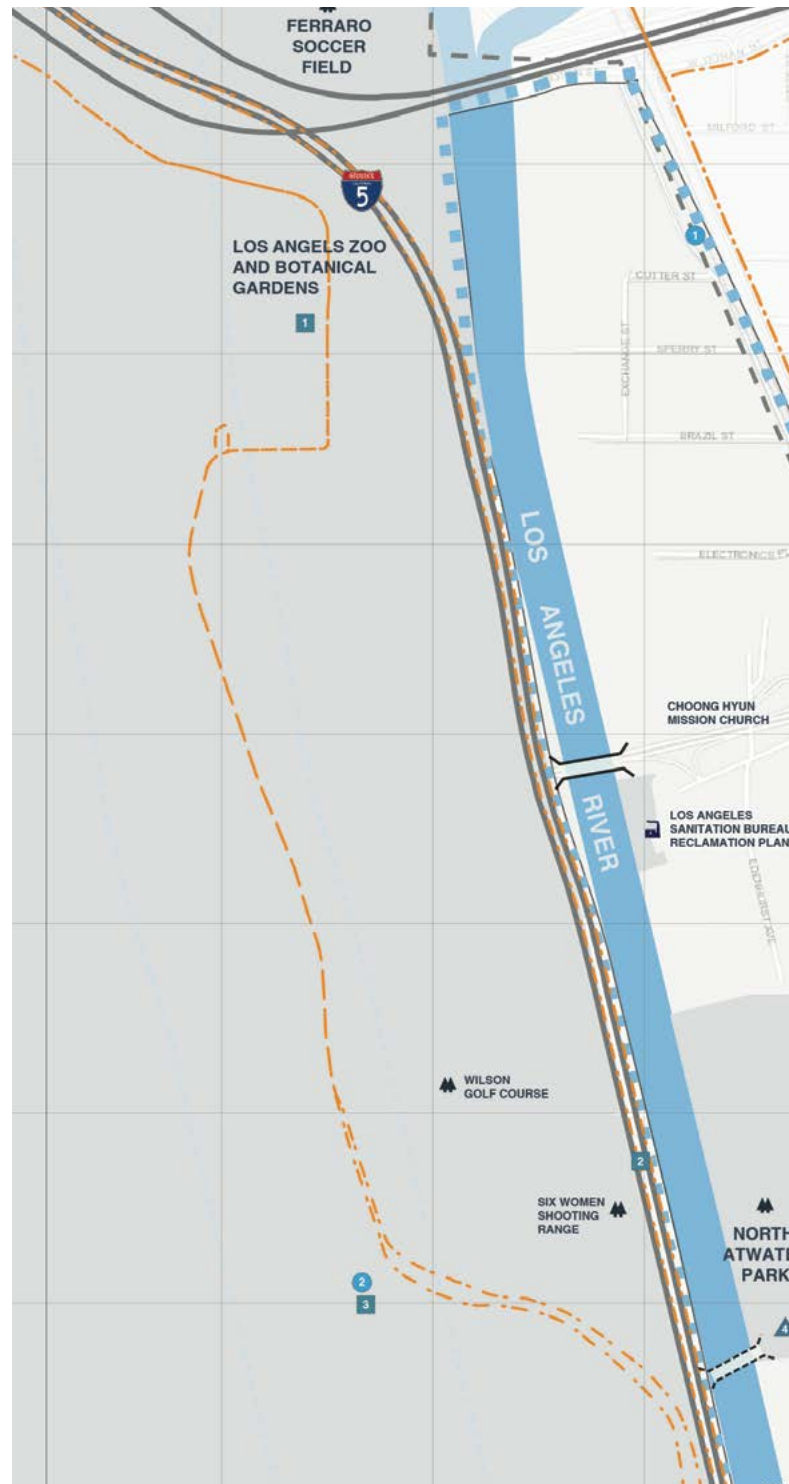 FERRARO
SOCCER
FIELD
MILFORD ST
5
1
LOS ANGELS ZOO
AND BOTANICAL
GARDENS
CUTTER ST
1
EXCHANGE ST
SPERRY ST
BRAZIL ST
LOS ANGELES RIVER
ELECTRONICS
CHOONG HYUN
MISSION CHURCH
LOS ANGELES
SANITATION BUREAU
RECLAMATION PLAN
EDENHURST AVE
WILSON
GOLF COURSE
2
SIX WOMEN
SHOOTING
RANGE
NORTH
ATWATE
PARK
2
3
4